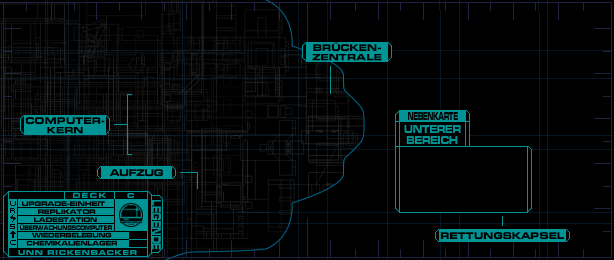 BRÜCKEN-
ZENTRALE
NEBENKARTE
UNTERER
BEREICH
COMPUTER-
KERN
AUFZUG
DECK C
U UPGRADE-EINHEIT
R REPLIKATOR
Y LADESTATION
S ÜBERWACHUNGSCOMPUTER
T WIEDERBELEBUNG
C CHEMIKALIENLAGER
LEGENDE
UNN RICKENBACKER
RETTUNGSKAPSEL